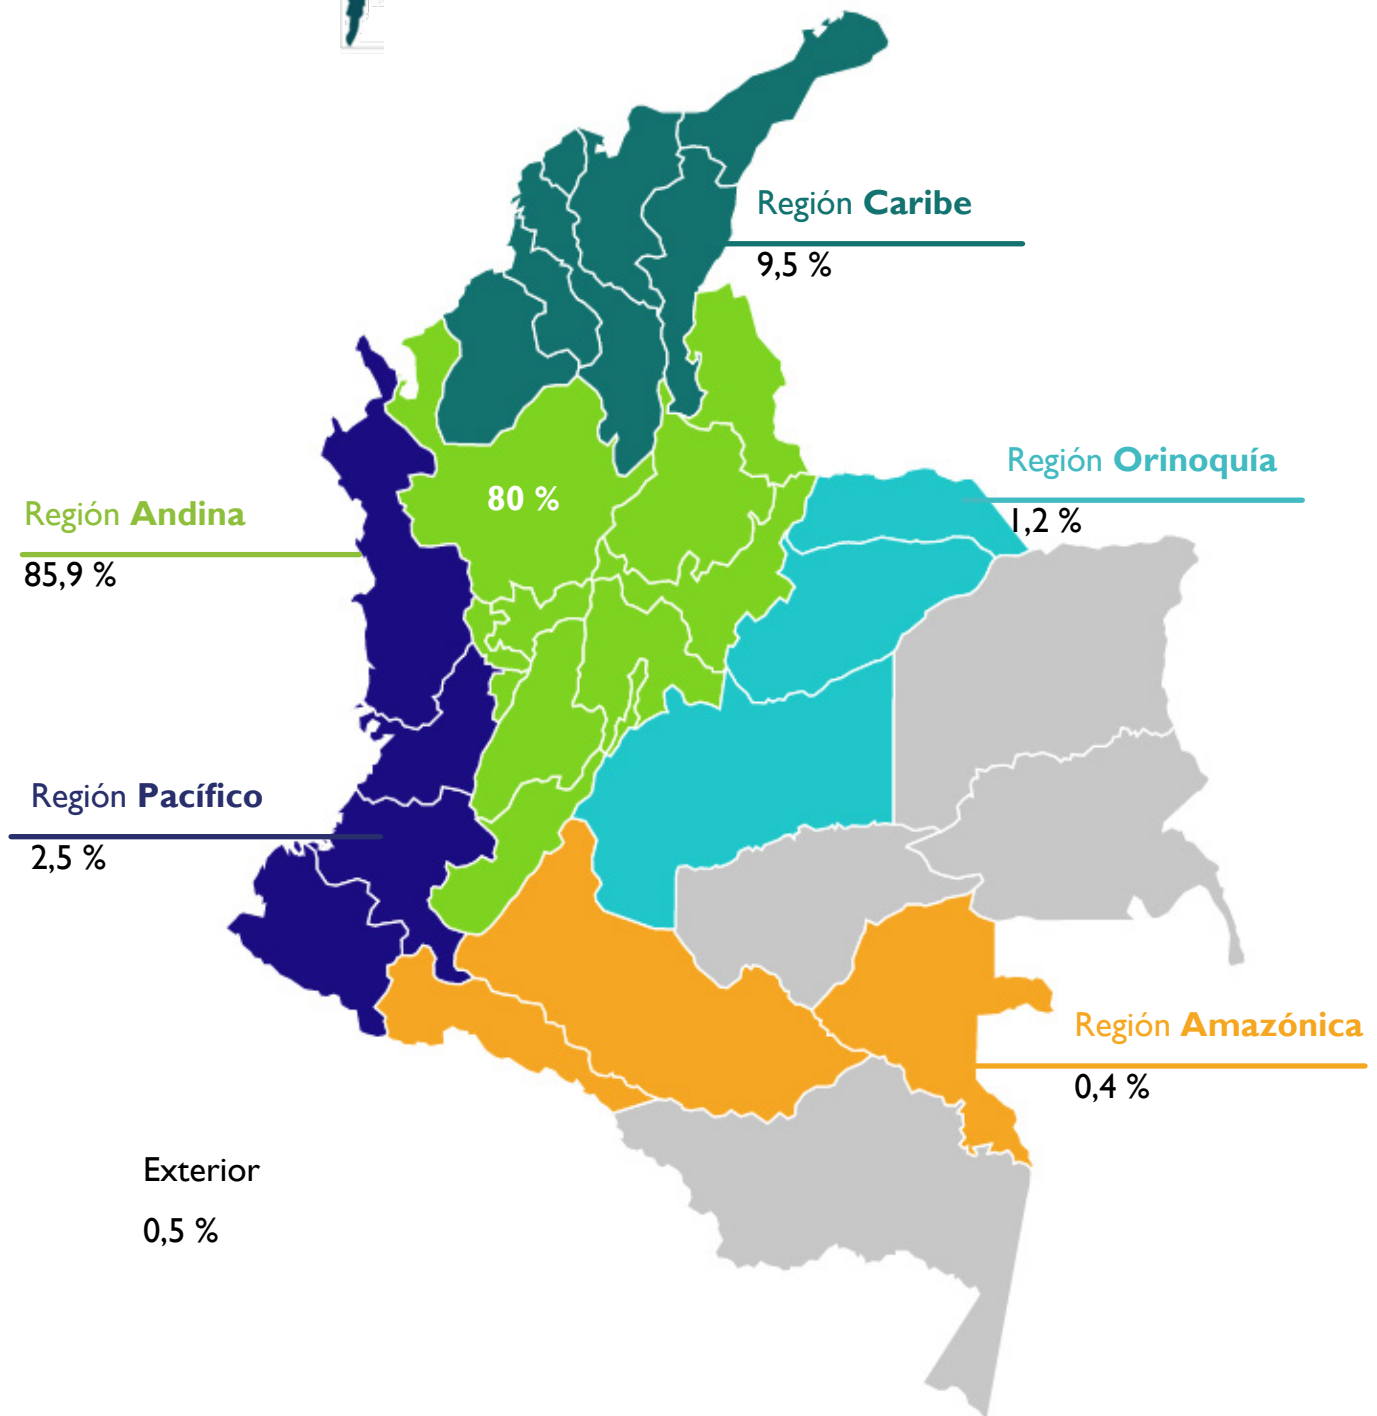 Región Caribe
9,5 %
Región Orinoquía
1,2 %
80 %
Región Andina
85,9 %
Región Pacífico
2,5 %
Región Amazónica
0,4 %
Exterior
0,5 %